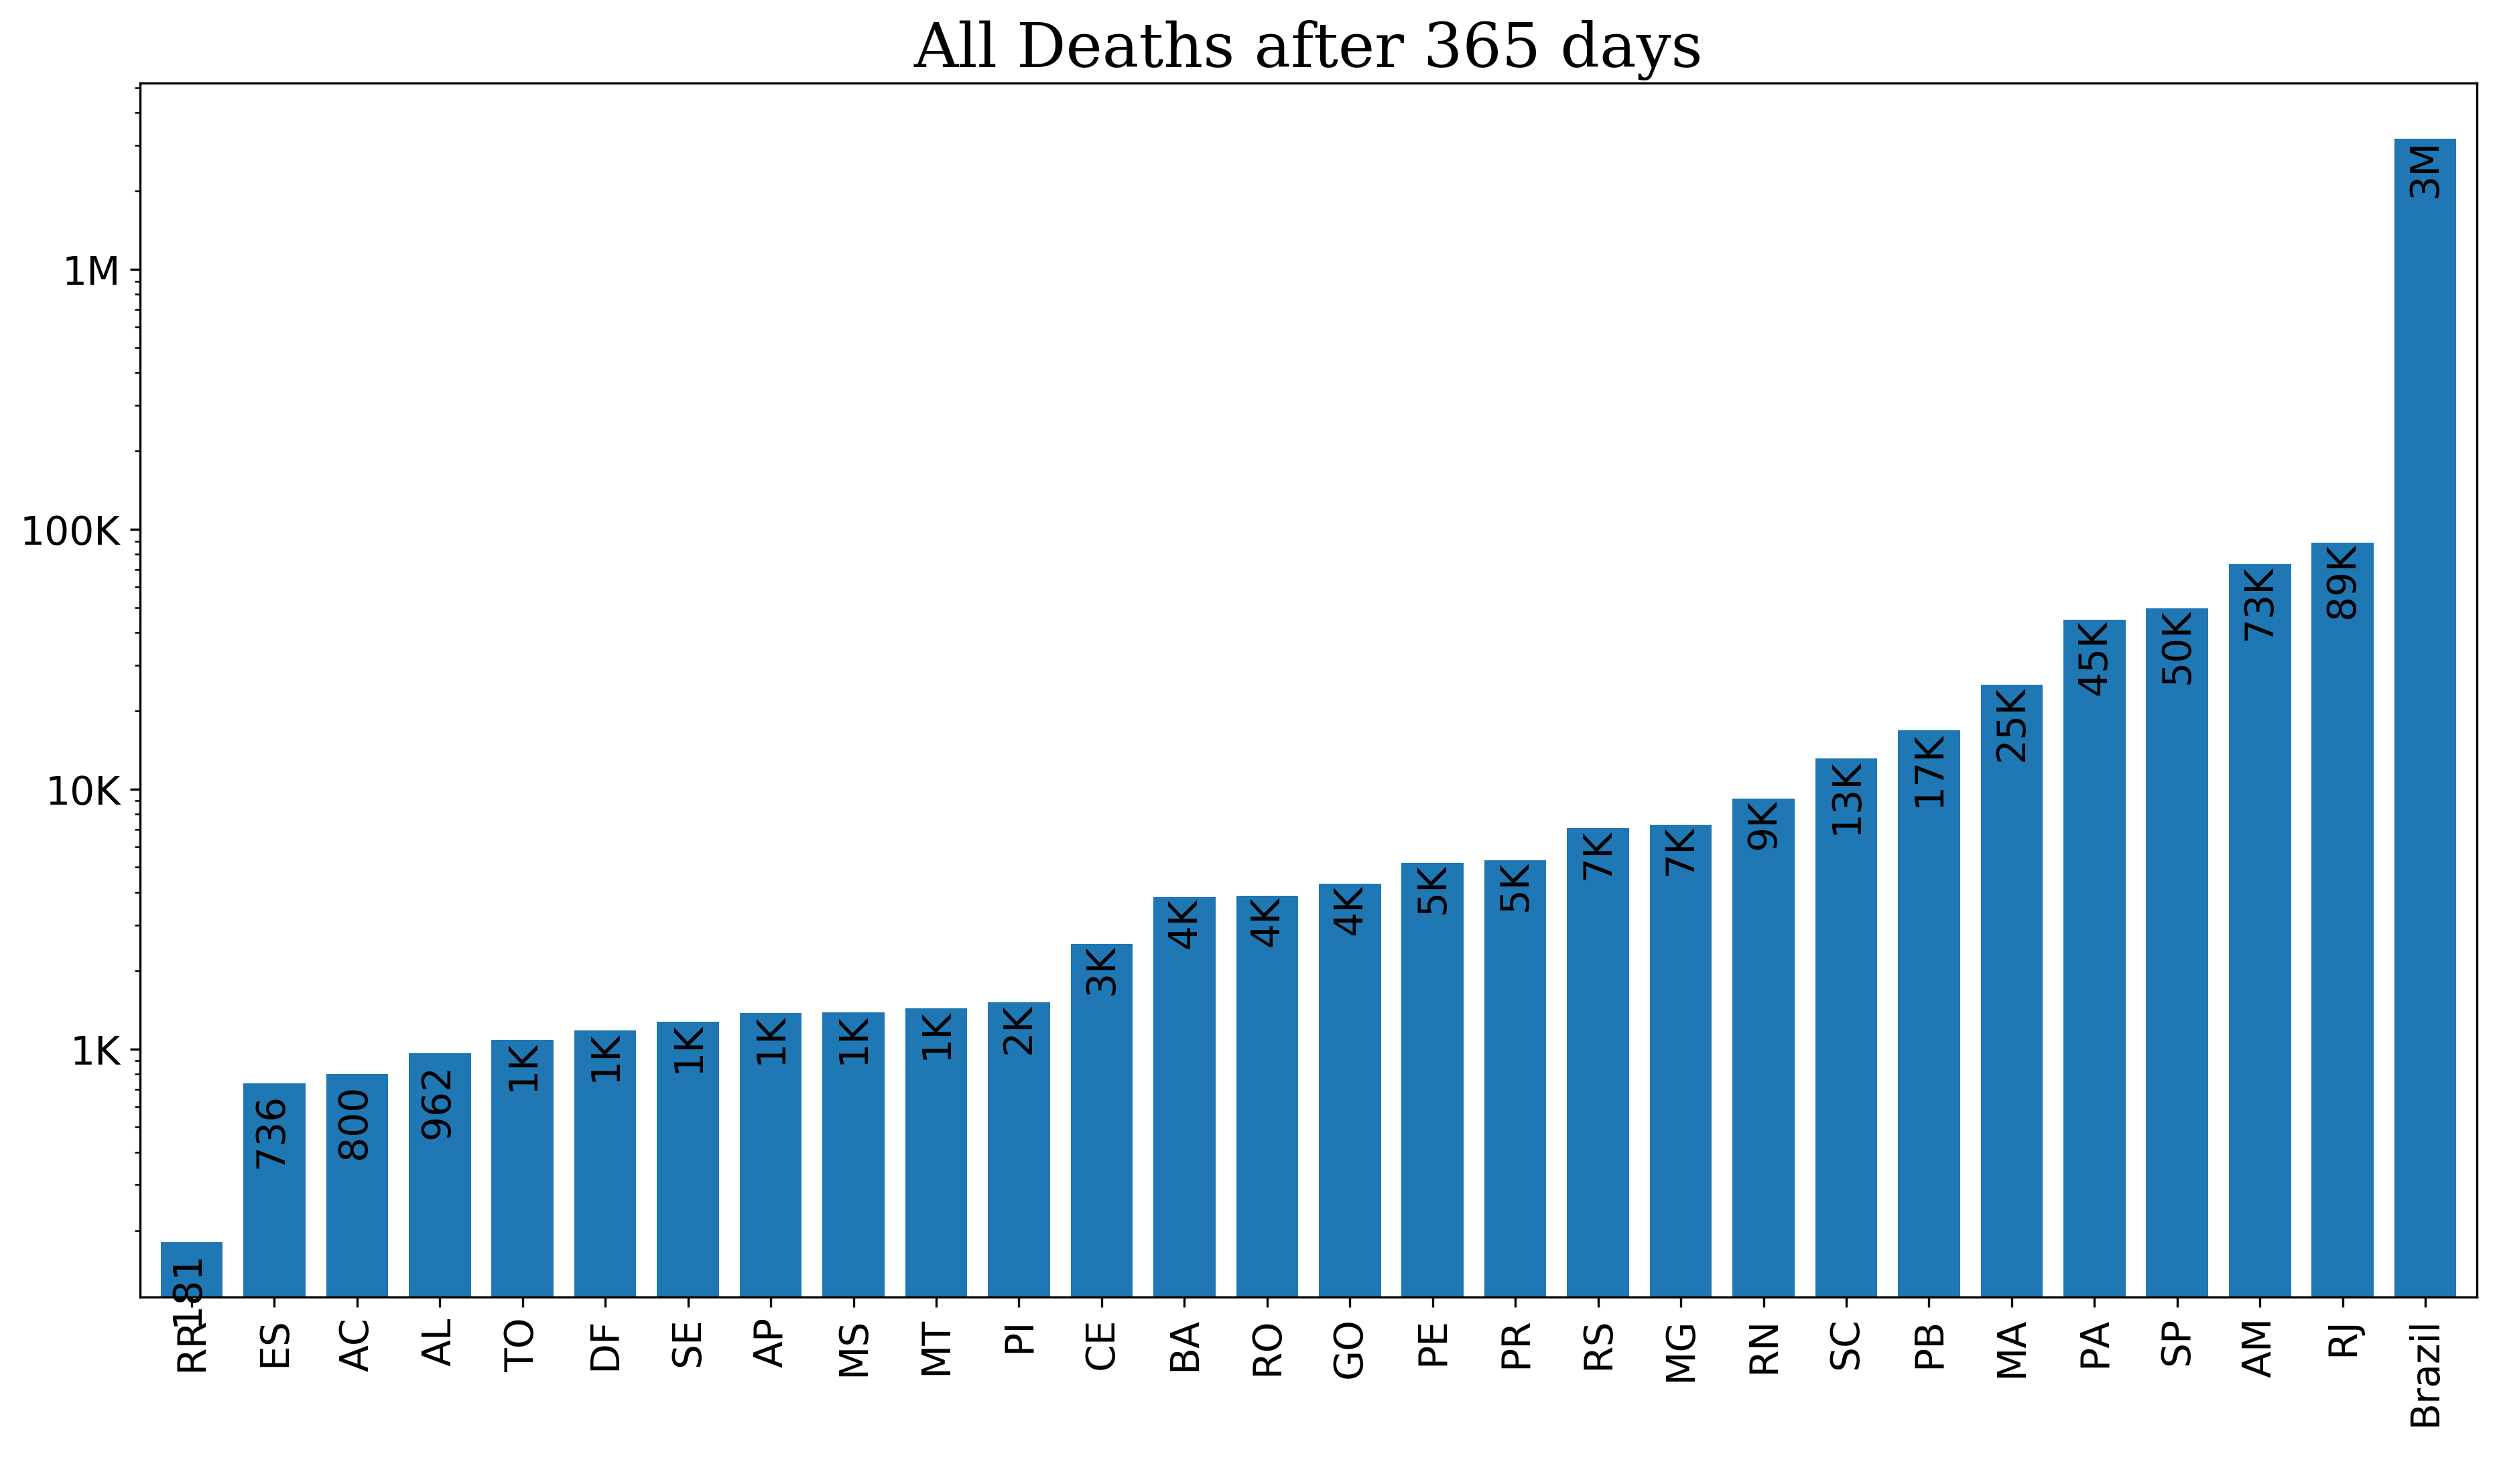 All Deaths after 365 days
1M
100K
10K
1K
181
736
800
962
1K
1K
1K
1K
1K
1K
2K
3K
4K
4K
4K
5K
5K
7K
7K
9K
13K
17K
25K
45K
50K
73K
89K
3M
RR
ES
AC
AL
TO
DF
SE
AP
MS
MT
PI
CE
BA
RO
GO
PE
PR
RS
MG
RN
SC
PB
MA
PA
SP
AM
RJ
Brazil